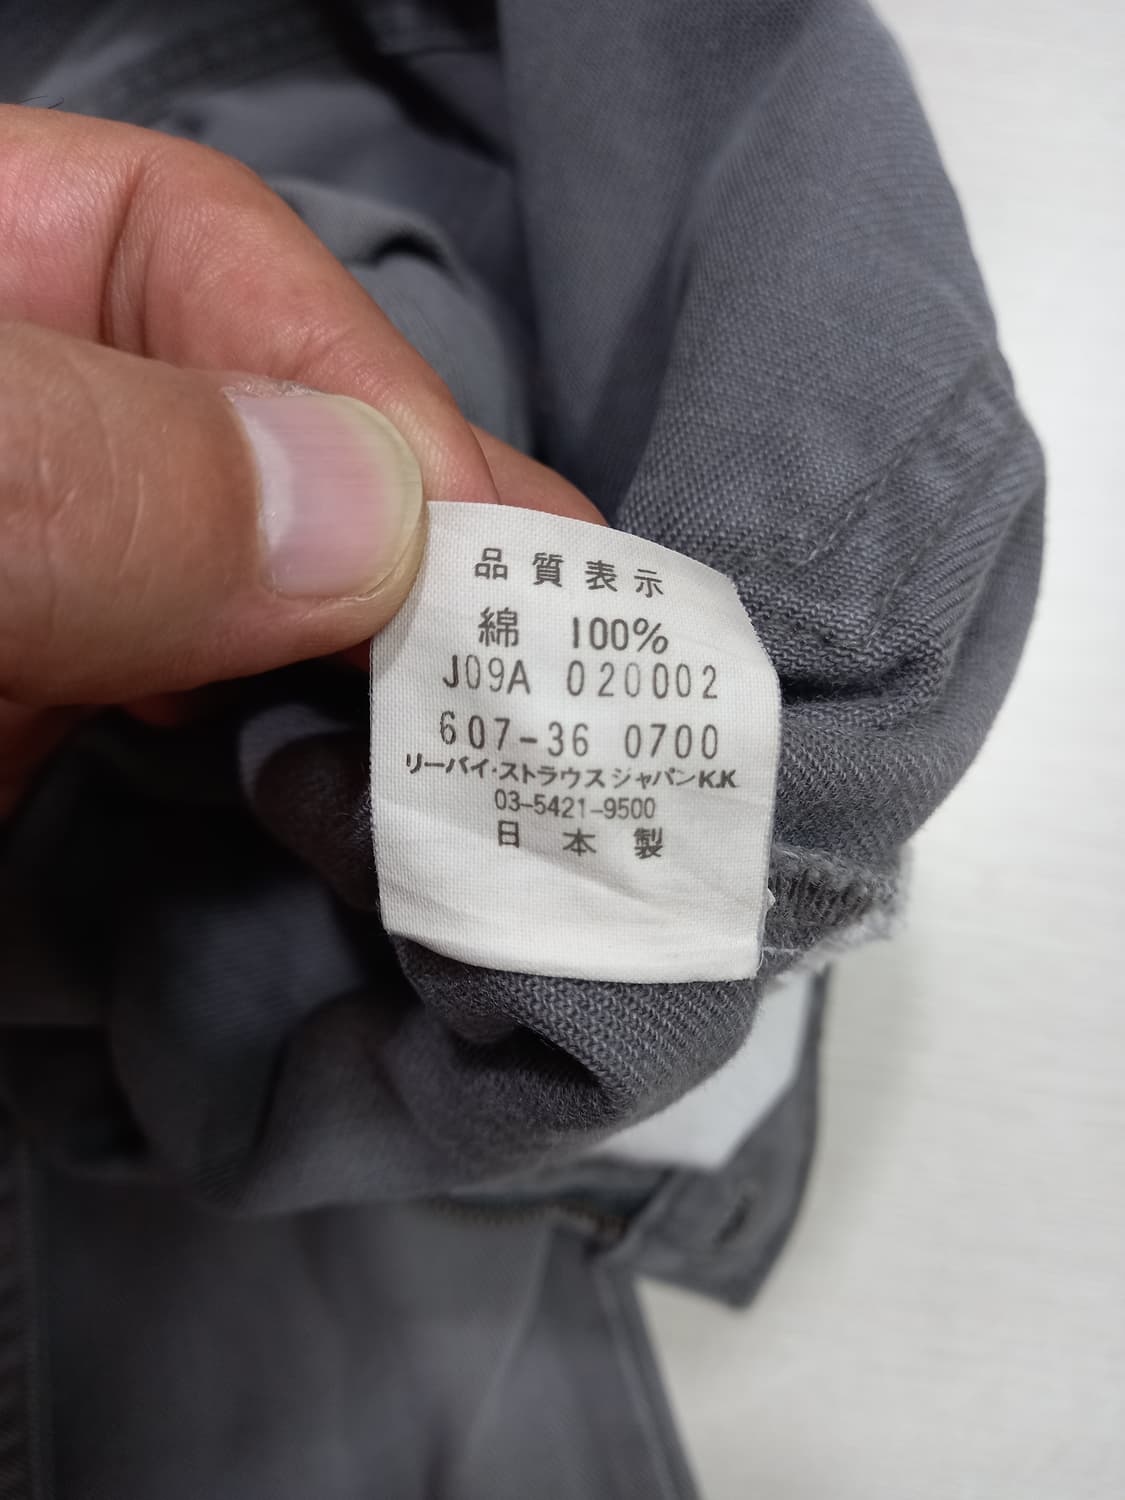 品質表示
綿 100%
J09A 020002
607-36 0700
リーバイ・ストラウスジャパンK.K.
03-5421-9500
日本製